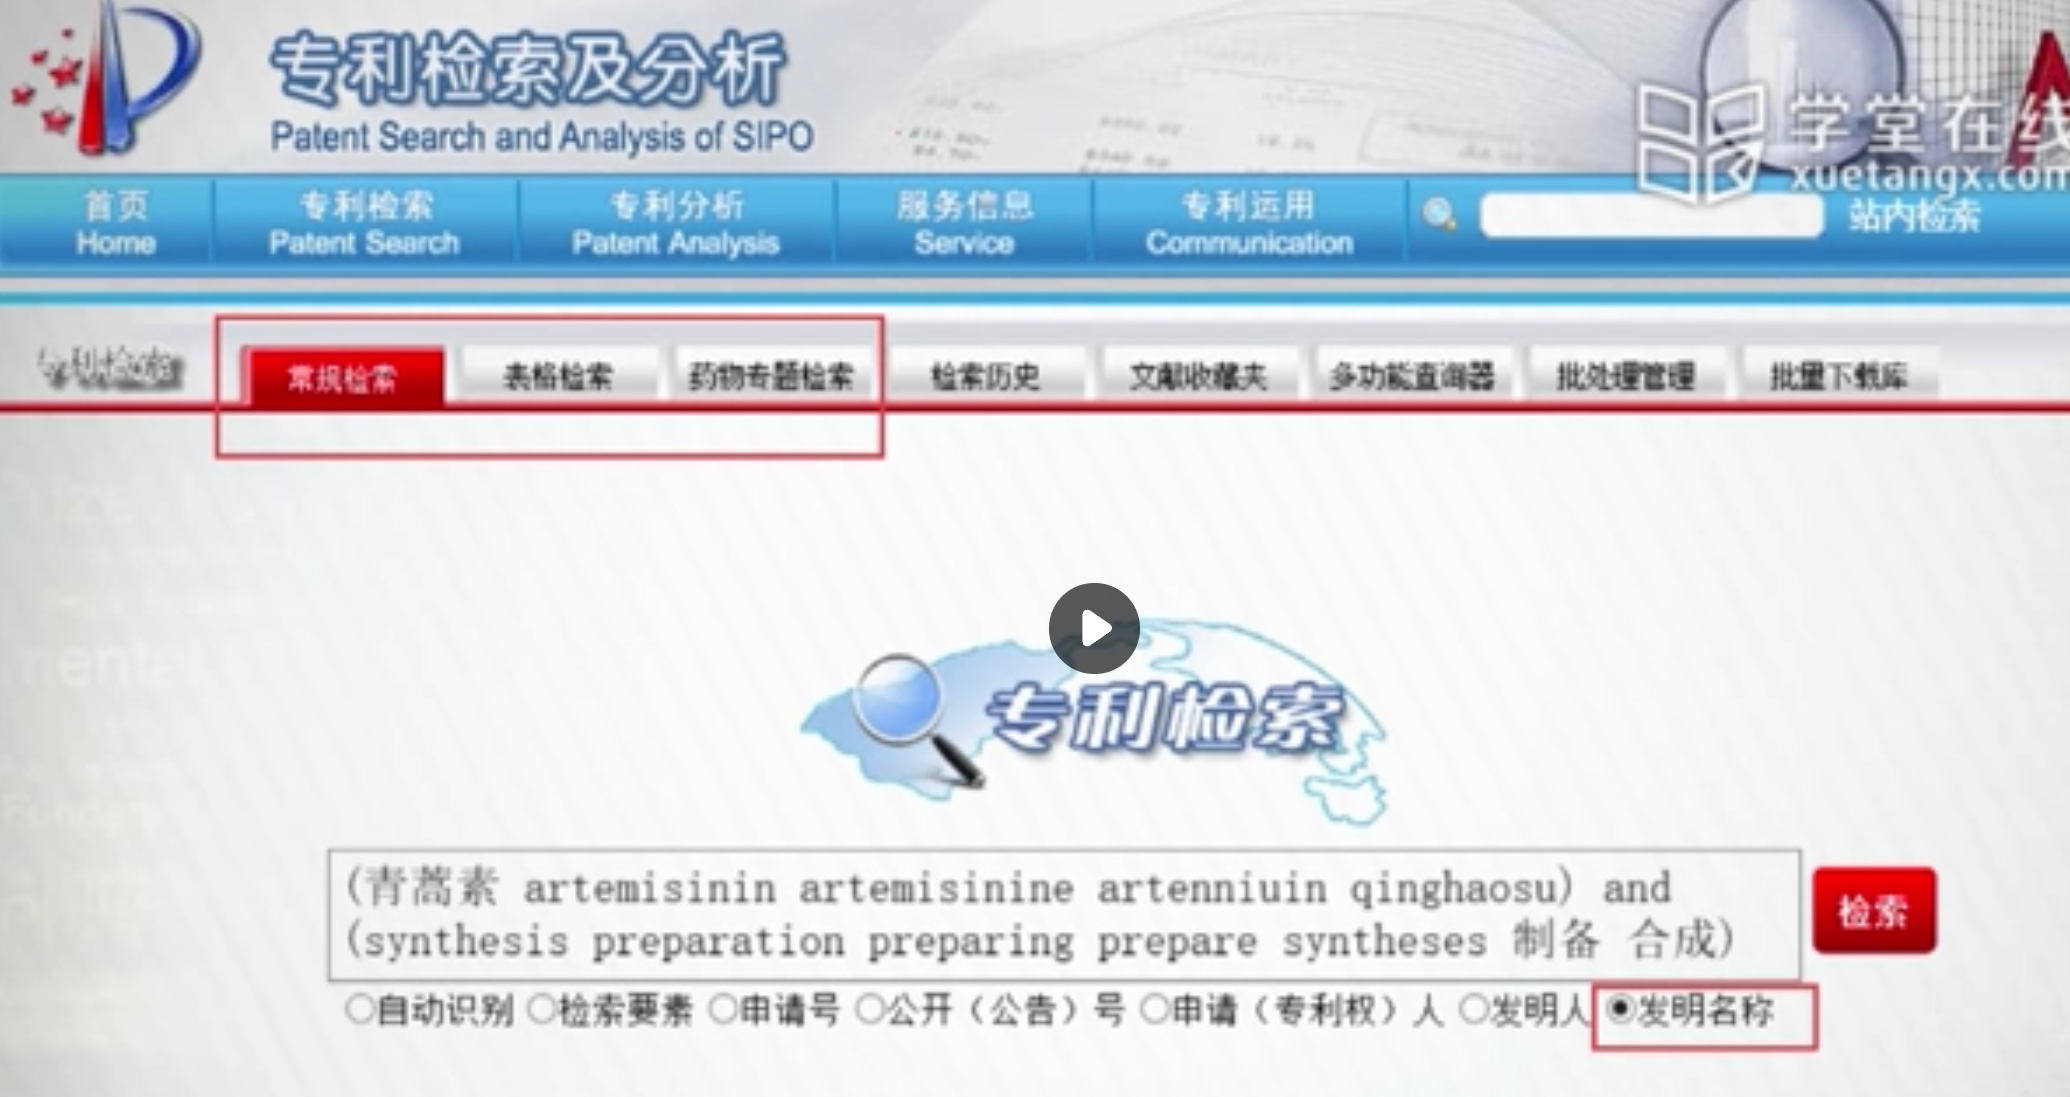 专利检索及分析
Patent Search and Analysis of SIPO
学堂在线
xuetangx.com
首页 专利检索 专利分析 服务信息 专利运用 站内检索
Home Patent Search Patent Analysis Service Communication
专利检索 常规检索 表格检索 药物专题检索 检索历史 文献收藏夹 多功能查询器 批处理管理 批量下载库
专利检索
(青蒿素 artemisinin artemisinine artenniuin qinghaosu) and
(synthesis preparation preparing prepare syntheses 制备 合成)
检索
自动识别 检索要素 申请号 公开（公告）号 申请（专利权）人 发明人 发明名称